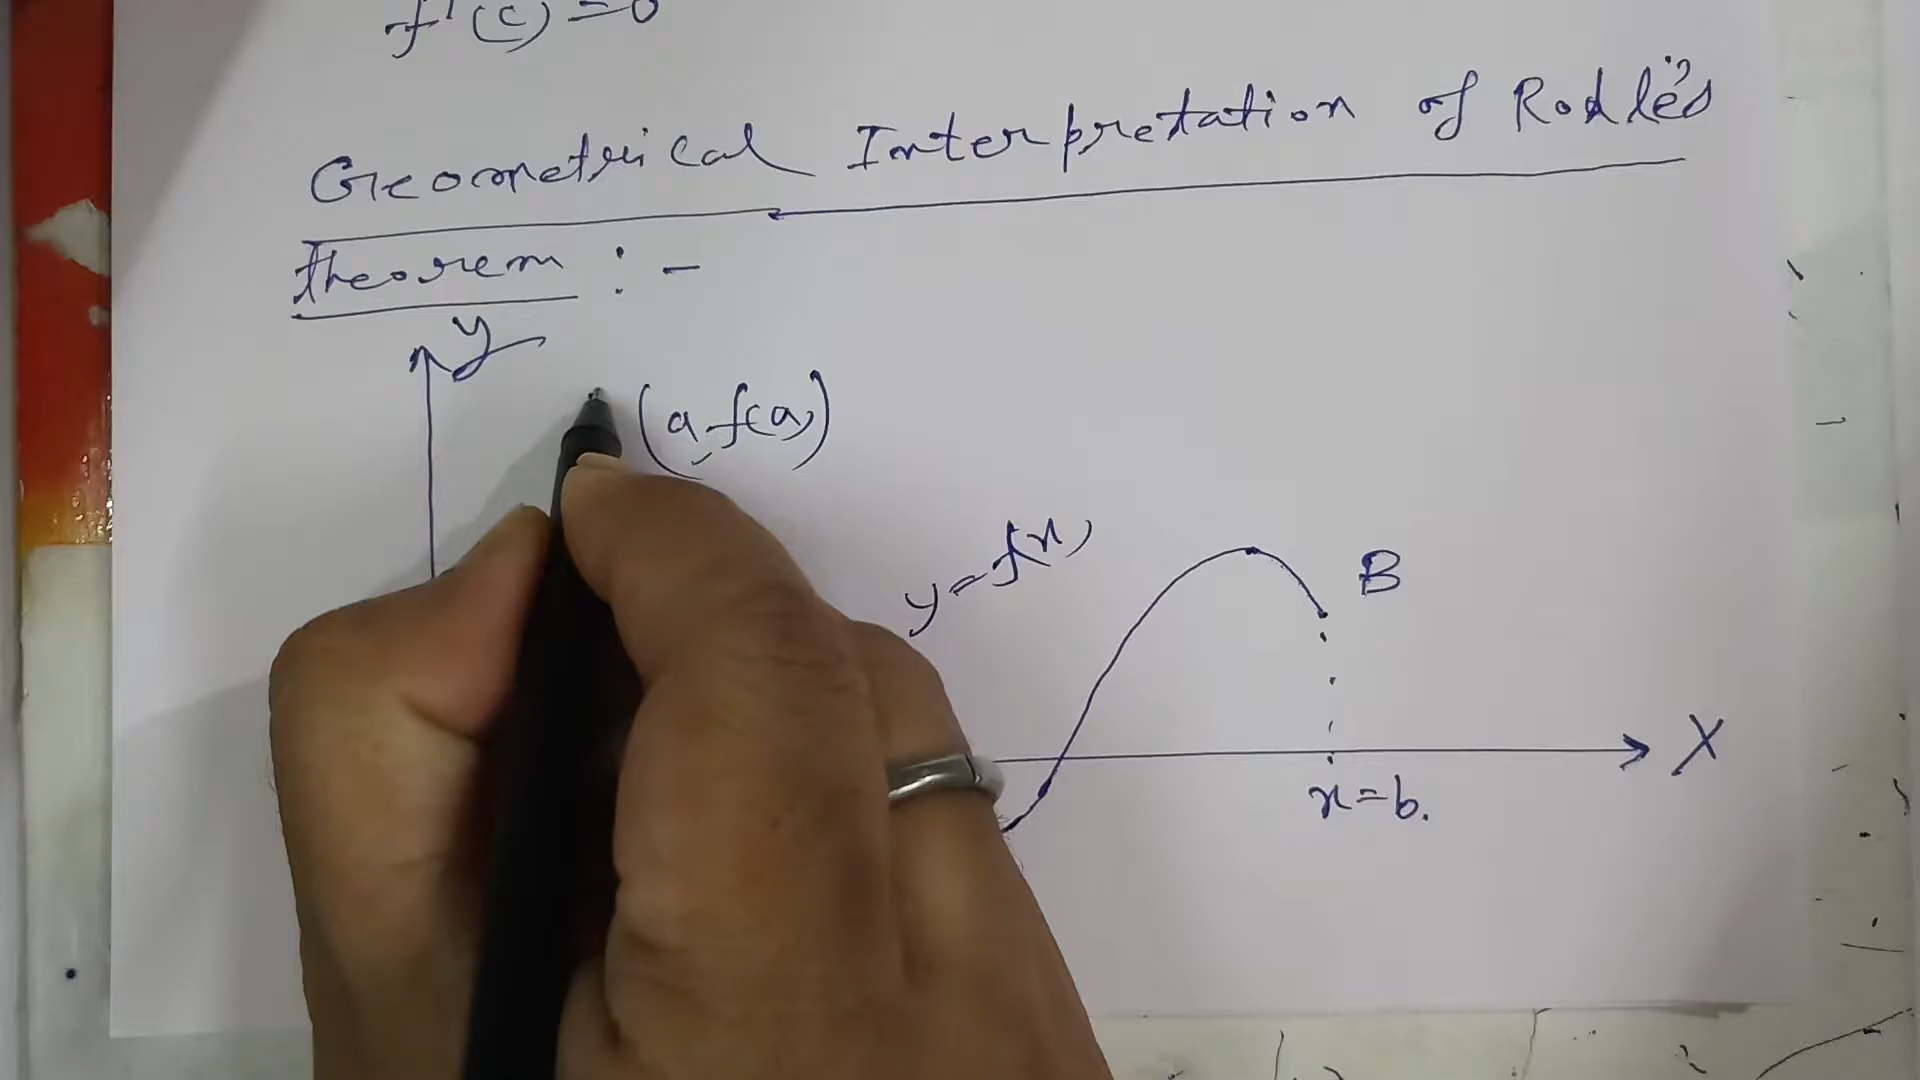 f'(c) = 0
Geometrical Interpretation of Rolle's
theorem : -
y
(a, f(a))
y = f(x)
B
X
x = b.